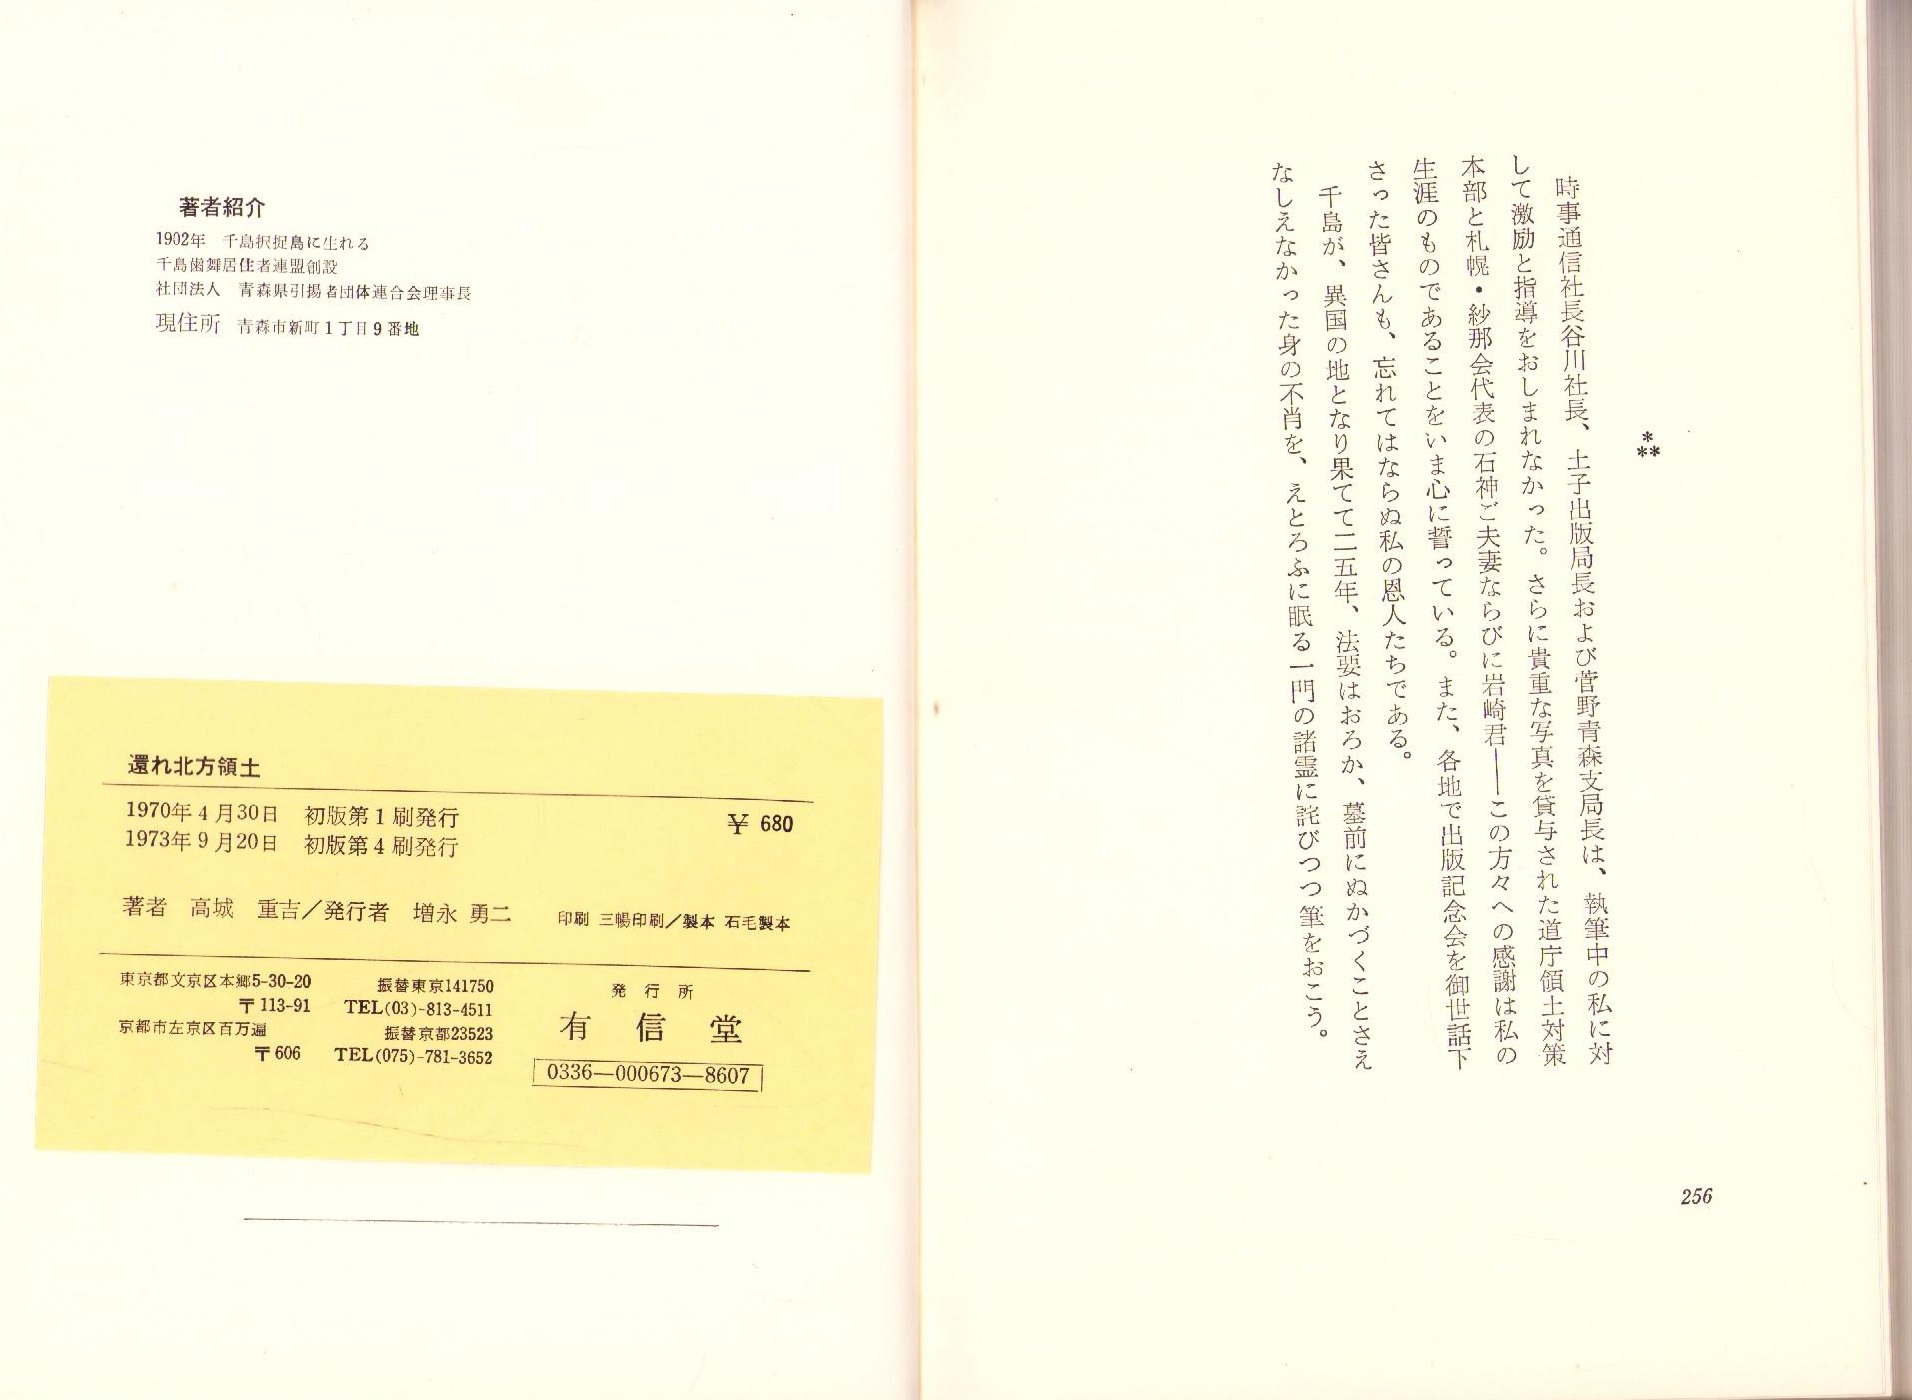 ＊
＊＊
時事通信社長谷川社長、土子出版局長および菅野青森支局長は、執筆中の私に対
して激励と指導をおしまれなかった。さらに貴重な写真を貸与された道庁領土対策
本部と札幌・紗那会代表の石神ご夫妻ならびに岩崎君――この方々への感謝は私の
生涯のものであることをいま心に誓っている。また、各地で出版記念会を御世話下
さった皆さんも、忘れてはならぬ私の恩人たちである。
千島が、異国の地となり果てて二五年、法要はおろか、墓前にぬかづくことさえ
なしえなかった身の不肖を、えとろふに眠る一門の諸霊に詫びつつ筆をおこう。
256
著者紹介
1902年　千島択捉島に生れる
千島歯舞居住者連盟創設
社団法人　青森県引揚者団体連合会理事長
現住所　青森市新町1丁目9番地
還れ北方領土
1970年4月30日　初版第1刷発行
1973年9月20日　初版第4刷発行
￥680
著者　高城　重吉／発行者　増永　勇二　印刷　三暢印刷／製本　石毛製本
東京都文京区本郷5-30-20　振替東京141750
〒113-91　TEL(03)-813-4511
京都市左京区百万遍　振替京都23523
〒606　TEL(075)-781-3652
発行所
有信堂
0336―000673―8607